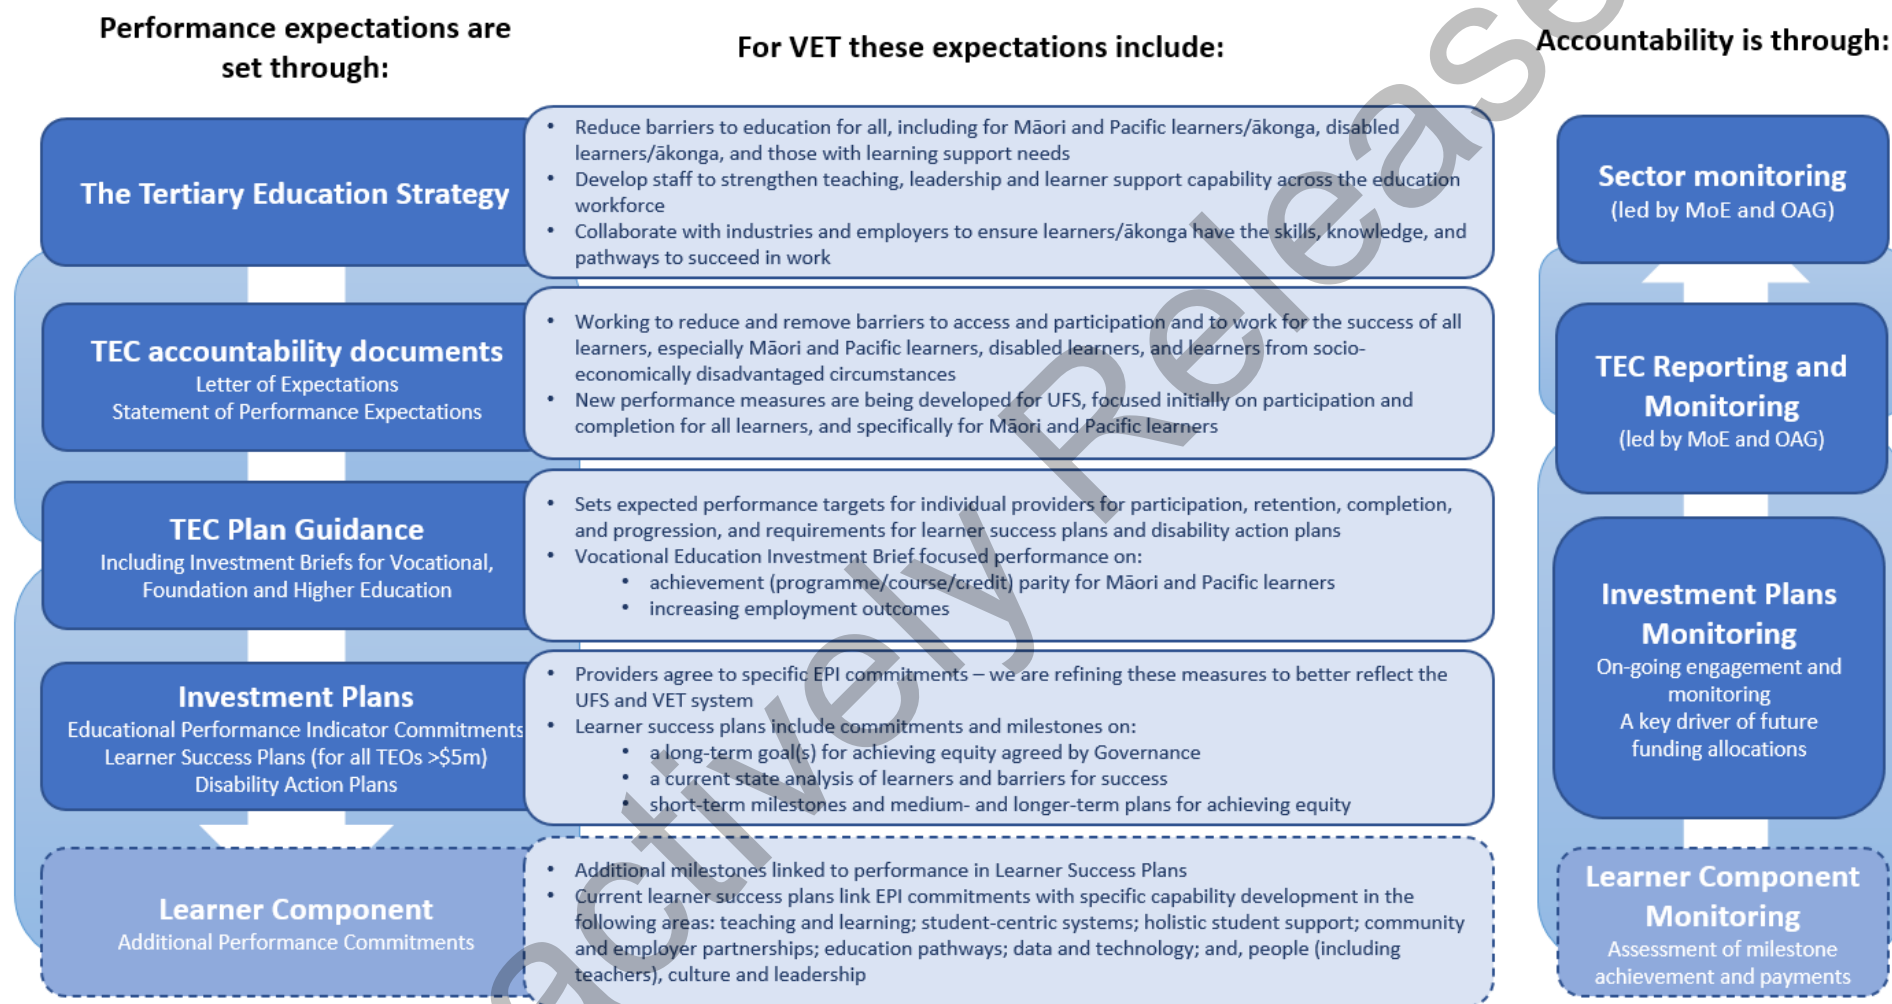 Performance expectations are
set through:
For VET these expectations include:
Accountability is through:
The Tertiary Education Strategy
• Reduce barriers to education for all, including for Māori and Pacific learners/ākonga, disabled
learners/ākonga, and those with learning support needs
• Develop staff to strengthen teaching, leadership and learner support capability across the education
workforce
• Collaborate with industries and employers to ensure learners/ākonga have the skills, knowledge, and
pathways to succeed in work
Sector monitoring
(led by MoE and OAG)
TEC accountability documents
Letter of Expectations
Statement of Performance Expectations
• Working to reduce and remove barriers to access and participation and to work for the success of all
learners, especially Māori and Pacific learners, disabled learners, and learners from socio-
economically disadvantaged circumstances
• New performance measures are being developed for UFS, focused initially on participation and
completion for all learners, and specifically for Māori and Pacific learners
TEC Reporting and
Monitoring
(led by MoE and OAG)
TEC Plan Guidance
Including Investment Briefs for Vocational,
Foundation and Higher Education
• Sets expected performance targets for individual providers for participation, retention, completion,
and progression, and requirements for learner success plans and disability action plans
• Vocational Education Investment Brief focused performance on:
• achievement (programme/course/credit) parity for Māori and Pacific learners
• increasing employment outcomes
Investment Plans
Monitoring
On-going engagement and
monitoring
A key driver of future
funding allocations
Investment Plans
Educational Performance Indicator Commitments
Learner Success Plans (for all TEOs >$5m)
Disability Action Plans
• Providers agree to specific EPI commitments – we are refining these measures to better reflect the
UFS and VET system
• Learner success plans include commitments and milestones on:
• a long-term goal(s) for achieving equity agreed by Governance
• a current state analysis of learners and barriers for success
• short-term milestones and medium- and longer-term plans for achieving equity
Learner Component
Additional Performance Commitments
• Additional milestones linked to performance in Learner Success Plans
• Current learner success plans link EPI commitments with specific capability development in the
following areas: teaching and learning; student-centric systems; holistic student support; community
and employer partnerships; education pathways; data and technology; and, people (including
teachers), culture and leadership
Learner Component
Monitoring
Assessment of milestone
achievement and payments
actively Release